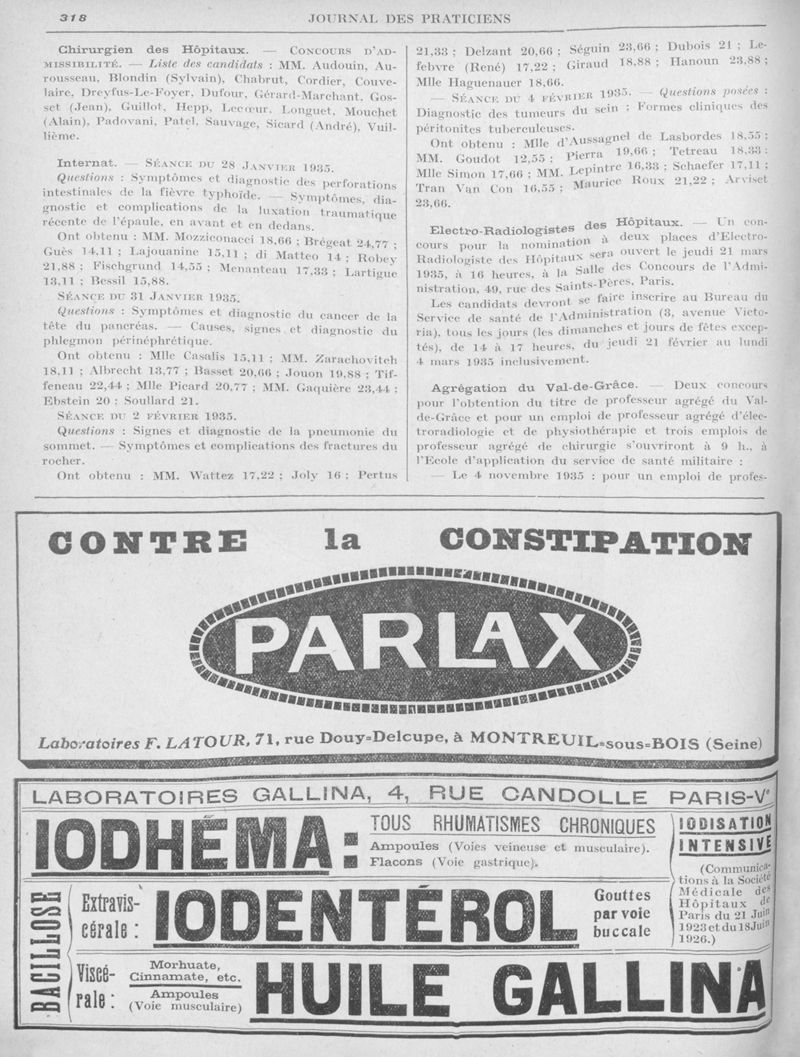 318
JOURNAL DES PRATICIENS
Chirurgien des Hôpitaux. — CONCOURS D'AD-
MISSIBILITÉ. — Liste des candidats : MM. Audouin, Au-
rousseau, Blondin (Sylvain), Chabrut, Cordier, Couve-
laire, Dreyfus-Le-Foyer, Dufour, Gérard-Marchant, Gos-
set (Jean), Guillot, Hepp, Lecœur, Longuet, Mouchet
(Alain), Padovani, Patel, Sauvage, Sicard (André), Vuil-
lième.
Internat. — SÉANCE DU 28 JANVIER 1935.
Questions : Symptômes et diagnostic des perforations
intestinales de la fièvre typhoïde. — Symptômes, dia-
gnostic et complications de la luxation traumatique
récente de l'épaule, en avant et en dedans.
Ont obtenu : MM. Mozziconacci 18,66 ; Brégeat 24,77 ;
Guès 14,11 ; Lajouanine 15,11 ; di Matteo 14 ; Robey
21,88 ; Fischgrund 14,55 ; Menanteau 17,33 ; Lartigue
13,11 ; Bessil 15,88.
SÉANCE DU 31 JANVIER 1935.
Questions : Symptômes et diagnostic du cancer de la
tête du pancréas. — Causes, signes et diagnostic du
phlegmon périnéphrétique.
Ont obtenu : Mlle Casalis 15,11 ; MM. Zarachovitch
18,11 ; Albrecht 13,77 ; Basset 20,66 ; Jouon 19,88 ; Tif-
feneau 22,44 ; Mlle Picard 20,77 ; MM. Gaquière 23,44 ;
Ebstein 20 ; Soullard 21.
SÉANCE DU 2 FÉVRIER 1935.
Questions : Signes et diagnostic de la pneumonie du
sommet. — Symptômes et complications des fractures du
rocher.
Ont obtenu : MM. Wattez 17,22 ; Joly 16 ; Pertus
21,33 ; Delzant 20,66 ; Séguin 23,66 ; Dubois 21 ; Le-
febvre (René) 17,22 ; Giraud 18,88 ; Hanoun 23,88 ;
Mlle Haguenauer 18,66.
— SÉANCE DU 4 FÉVRIER 1935. — Questions posées :
Diagnostic des tumeurs du sein ; Formes cliniques des
péritonites tuberculeuses.
Ont obtenu : Mlle d'Aussagnel de Lasbordes 18,55 ;
MM. Goudot 12,55 ; Pierra 19,66 ; Tetreau 18,33 ;
Mlle Simon 17,66 ; MM. Lepintre 16,33 ; Schaefer 17,11 ;
Tran Van Con 16,55 ; Maurice Roux 21,22 ; Arviset
23,66.
Electro-Radiologistes des Hôpitaux. — Un con-
cours pour la nomination à deux places d'Electro-
Radiologiste des Hôpitaux sera ouvert le jeudi 21 mars
1935, à 16 heures, à la Salle des Concours de l'Admi-
nistration, 49, rue des Saints-Pères, Paris.
Les candidats devront se faire inscrire au Bureau du
Service de santé de l'Administration (3, avenue Victo-
ria), tous les jours (les dimanches et jours de fêtes excep-
tés), de 14 à 17 heures, du jeudi 21 février au lundi
4 mars 1935 inclusivement.
Agrégation du Val-de-Grâce. — Deux concours
pour l'obtention du titre de professeur agrégé du Val-
de-Grâce et pour un emploi de professeur agrégé d'élec-
troradiologie et de physiothérapie et trois emplois de
professeur agrégé de chirurgie s'ouvriront à 9 h., à
l'Ecole d'application du service de santé militaire :
— Le 4 novembre 1935 : pour un emploi de profes-
CONTRE la CONSTIPATION
PARLAX
Laboratoires F. LATOUR, 71, rue Douy=Delcupe, à MONTREUIL=sous=BOIS (Seine)
LABORATOIRES GALLINA, 4, RUE CANDOLLE PARIS-Ve
IODHÉMA :
TOUS RHUMATISMES CHRONIQUES
Ampoules (Voies veineuse et musculaire).
Flacons (Voie gastrique).
IODISATION
INTENSIVE
(Communica-
tions à la Société
Médicale des
Hôpitaux de
Paris du 21 Juin
1923 et du 18 Juin
1926.)
BACILLOSE
Extravis-
cérale :
IODENTÉROL
Gouttes
par voie
buccale
Viscé-
rale :
Morhuate,
Cinnamate, etc.
Ampoules
(Voie musculaire)
HUILE GALLINA